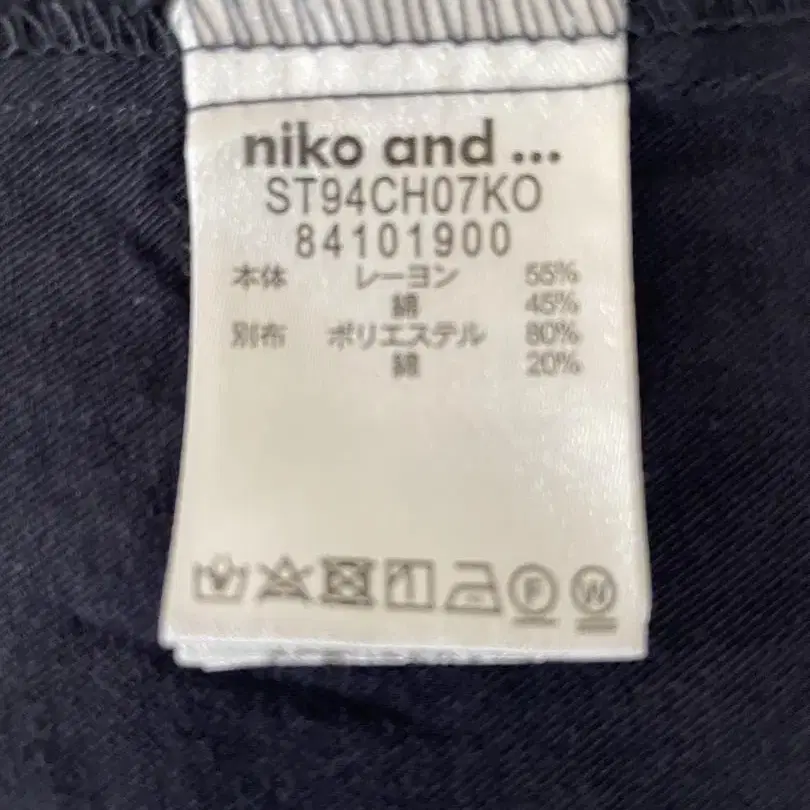 niko and ...
ST94CH07KO
84101900
本体 レーヨン 55%
綿 45%
別布 ポリエステル 80%
綿 20%
F W